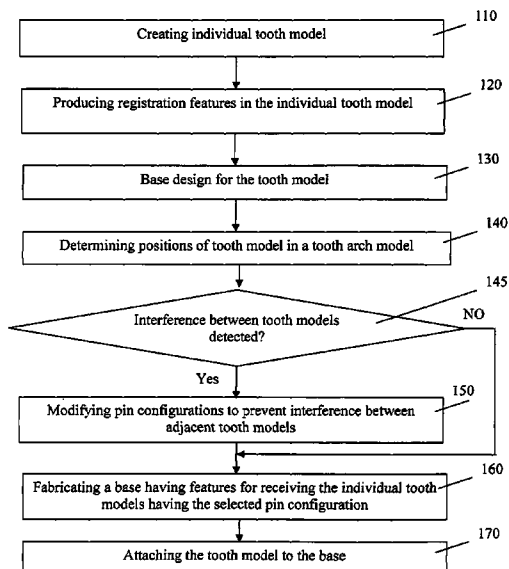 110
Creating individual tooth model
120
Producing registration features in the individual tooth model
130
Base design for the tooth model
140
Determining positions of tooth model in a tooth arch model
145
Interference between tooth models
detected?
NO
Yes
150
Modifying pin configurations to prevent interference between
adjacent tooth models
160
Fabricating a base having features for receiving the individual tooth
models having the selected pin configuration
170
Attaching the tooth model to the base